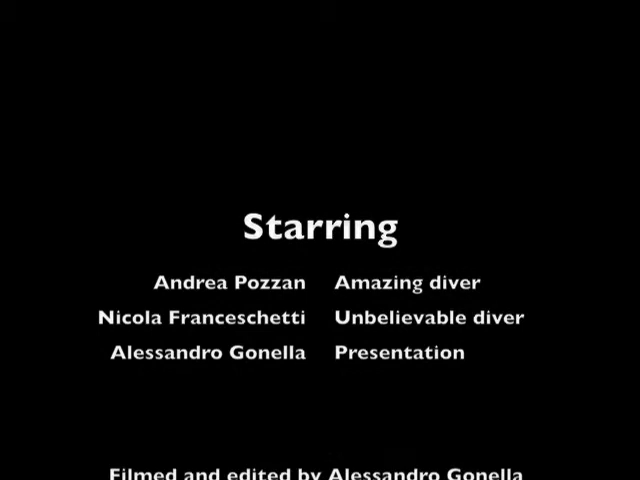 Starring
Andrea Pozzan Amazing diver
Nicola Franceschetti Unbelievable diver
Alessandro Gonella Presentation
Filmed and edited by Alessandro Gonella